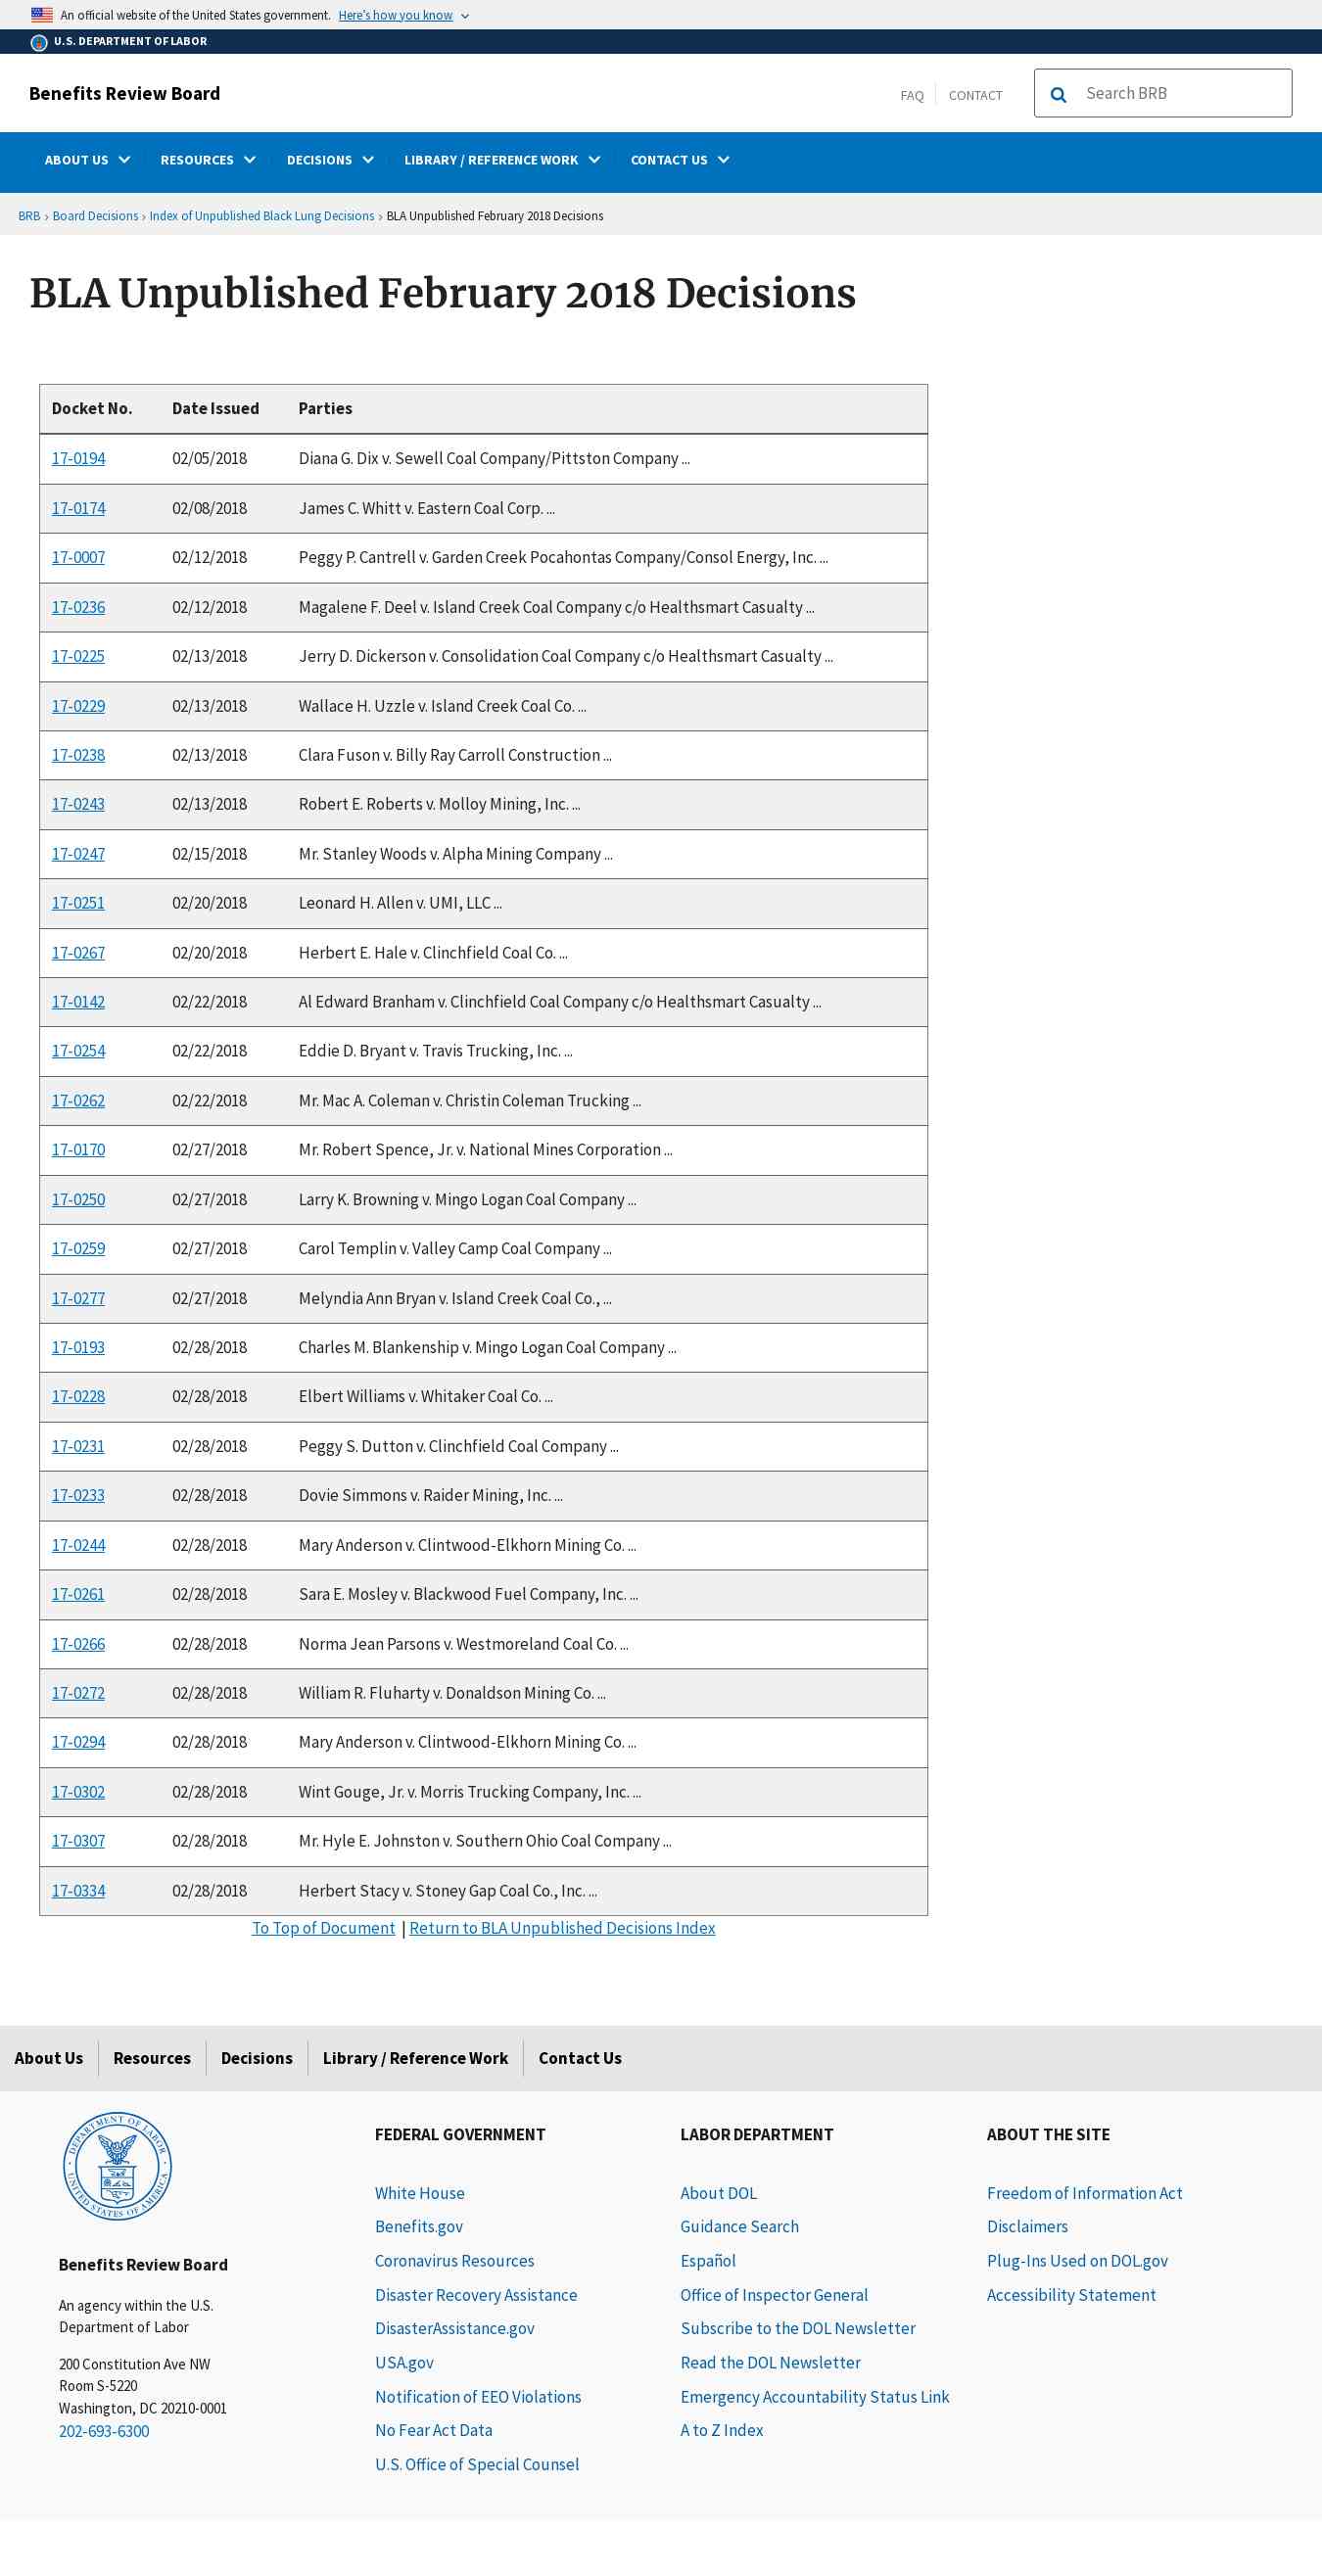 An official website of the United States government. Here's how you know
U.S. DEPARTMENT OF LABOR
Benefits Review Board
FAQ CONTACT Search BRB
ABOUT US RESOURCES DECISIONS LIBRARY / REFERENCE WORK CONTACT US
BRB › Board Decisions › Index of Unpublished Black Lung Decisions › BLA Unpublished February 2018 Decisions
BLA Unpublished February 2018 Decisions
Docket No. Date Issued Parties
17-0194 02/05/2018 Diana G. Dix v. Sewell Coal Company/Pittston Company ...
17-0174 02/08/2018 James C. Whitt v. Eastern Coal Corp. ...
17-0007 02/12/2018 Peggy P. Cantrell v. Garden Creek Pocahontas Company/Consol Energy, Inc. ...
17-0236 02/12/2018 Magalene F. Deel v. Island Creek Coal Company c/o Healthsmart Casualty ...
17-0225 02/13/2018 Jerry D. Dickerson v. Consolidation Coal Company c/o Healthsmart Casualty ...
17-0229 02/13/2018 Wallace H. Uzzle v. Island Creek Coal Co. ...
17-0238 02/13/2018 Clara Fuson v. Billy Ray Carroll Construction ...
17-0243 02/13/2018 Robert E. Roberts v. Molloy Mining, Inc. ...
17-0247 02/15/2018 Mr. Stanley Woods v. Alpha Mining Company ...
17-0251 02/20/2018 Leonard H. Allen v. UMI, LLC ...
17-0267 02/20/2018 Herbert E. Hale v. Clinchfield Coal Co. ...
17-0142 02/22/2018 Al Edward Branham v. Clinchfield Coal Company c/o Healthsmart Casualty ...
17-0254 02/22/2018 Eddie D. Bryant v. Travis Trucking, Inc. ...
17-0262 02/22/2018 Mr. Mac A. Coleman v. Christin Coleman Trucking ...
17-0170 02/27/2018 Mr. Robert Spence, Jr. v. National Mines Corporation ...
17-0250 02/27/2018 Larry K. Browning v. Mingo Logan Coal Company ...
17-0259 02/27/2018 Carol Templin v. Valley Camp Coal Company ...
17-0277 02/27/2018 Melyndia Ann Bryan v. Island Creek Coal Co., ...
17-0193 02/28/2018 Charles M. Blankenship v. Mingo Logan Coal Company ...
17-0228 02/28/2018 Elbert Williams v. Whitaker Coal Co. ...
17-0231 02/28/2018 Peggy S. Dutton v. Clinchfield Coal Company ...
17-0233 02/28/2018 Dovie Simmons v. Raider Mining, Inc. ...
17-0244 02/28/2018 Mary Anderson v. Clintwood-Elkhorn Mining Co. ...
17-0261 02/28/2018 Sara E. Mosley v. Blackwood Fuel Company, Inc. ...
17-0266 02/28/2018 Norma Jean Parsons v. Westmoreland Coal Co. ...
17-0272 02/28/2018 William R. Fluharty v. Donaldson Mining Co. ...
17-0294 02/28/2018 Mary Anderson v. Clintwood-Elkhorn Mining Co. ...
17-0302 02/28/2018 Wint Gouge, Jr. v. Morris Trucking Company, Inc. ...
17-0307 02/28/2018 Mr. Hyle E. Johnston v. Southern Ohio Coal Company ...
17-0334 02/28/2018 Herbert Stacy v. Stoney Gap Coal Co., Inc. ...
To Top of Document | Return to BLA Unpublished Decisions Index
About Us Resources Decisions Library / Reference Work Contact Us
DEPARTMENT OF LABOR
UNITED STATES OF AMERICA
Benefits Review Board
An agency within the U.S.
Department of Labor
200 Constitution Ave NW
Room S-5220
Washington, DC 20210-0001
202-693-6300
FEDERAL GOVERNMENT
White House
Benefits.gov
Coronavirus Resources
Disaster Recovery Assistance
DisasterAssistance.gov
USA.gov
Notification of EEO Violations
No Fear Act Data
U.S. Office of Special Counsel
LABOR DEPARTMENT
About DOL
Guidance Search
Español
Office of Inspector General
Subscribe to the DOL Newsletter
Read the DOL Newsletter
Emergency Accountability Status Link
A to Z Index
ABOUT THE SITE
Freedom of Information Act
Disclaimers
Plug-Ins Used on DOL.gov
Accessibility Statement